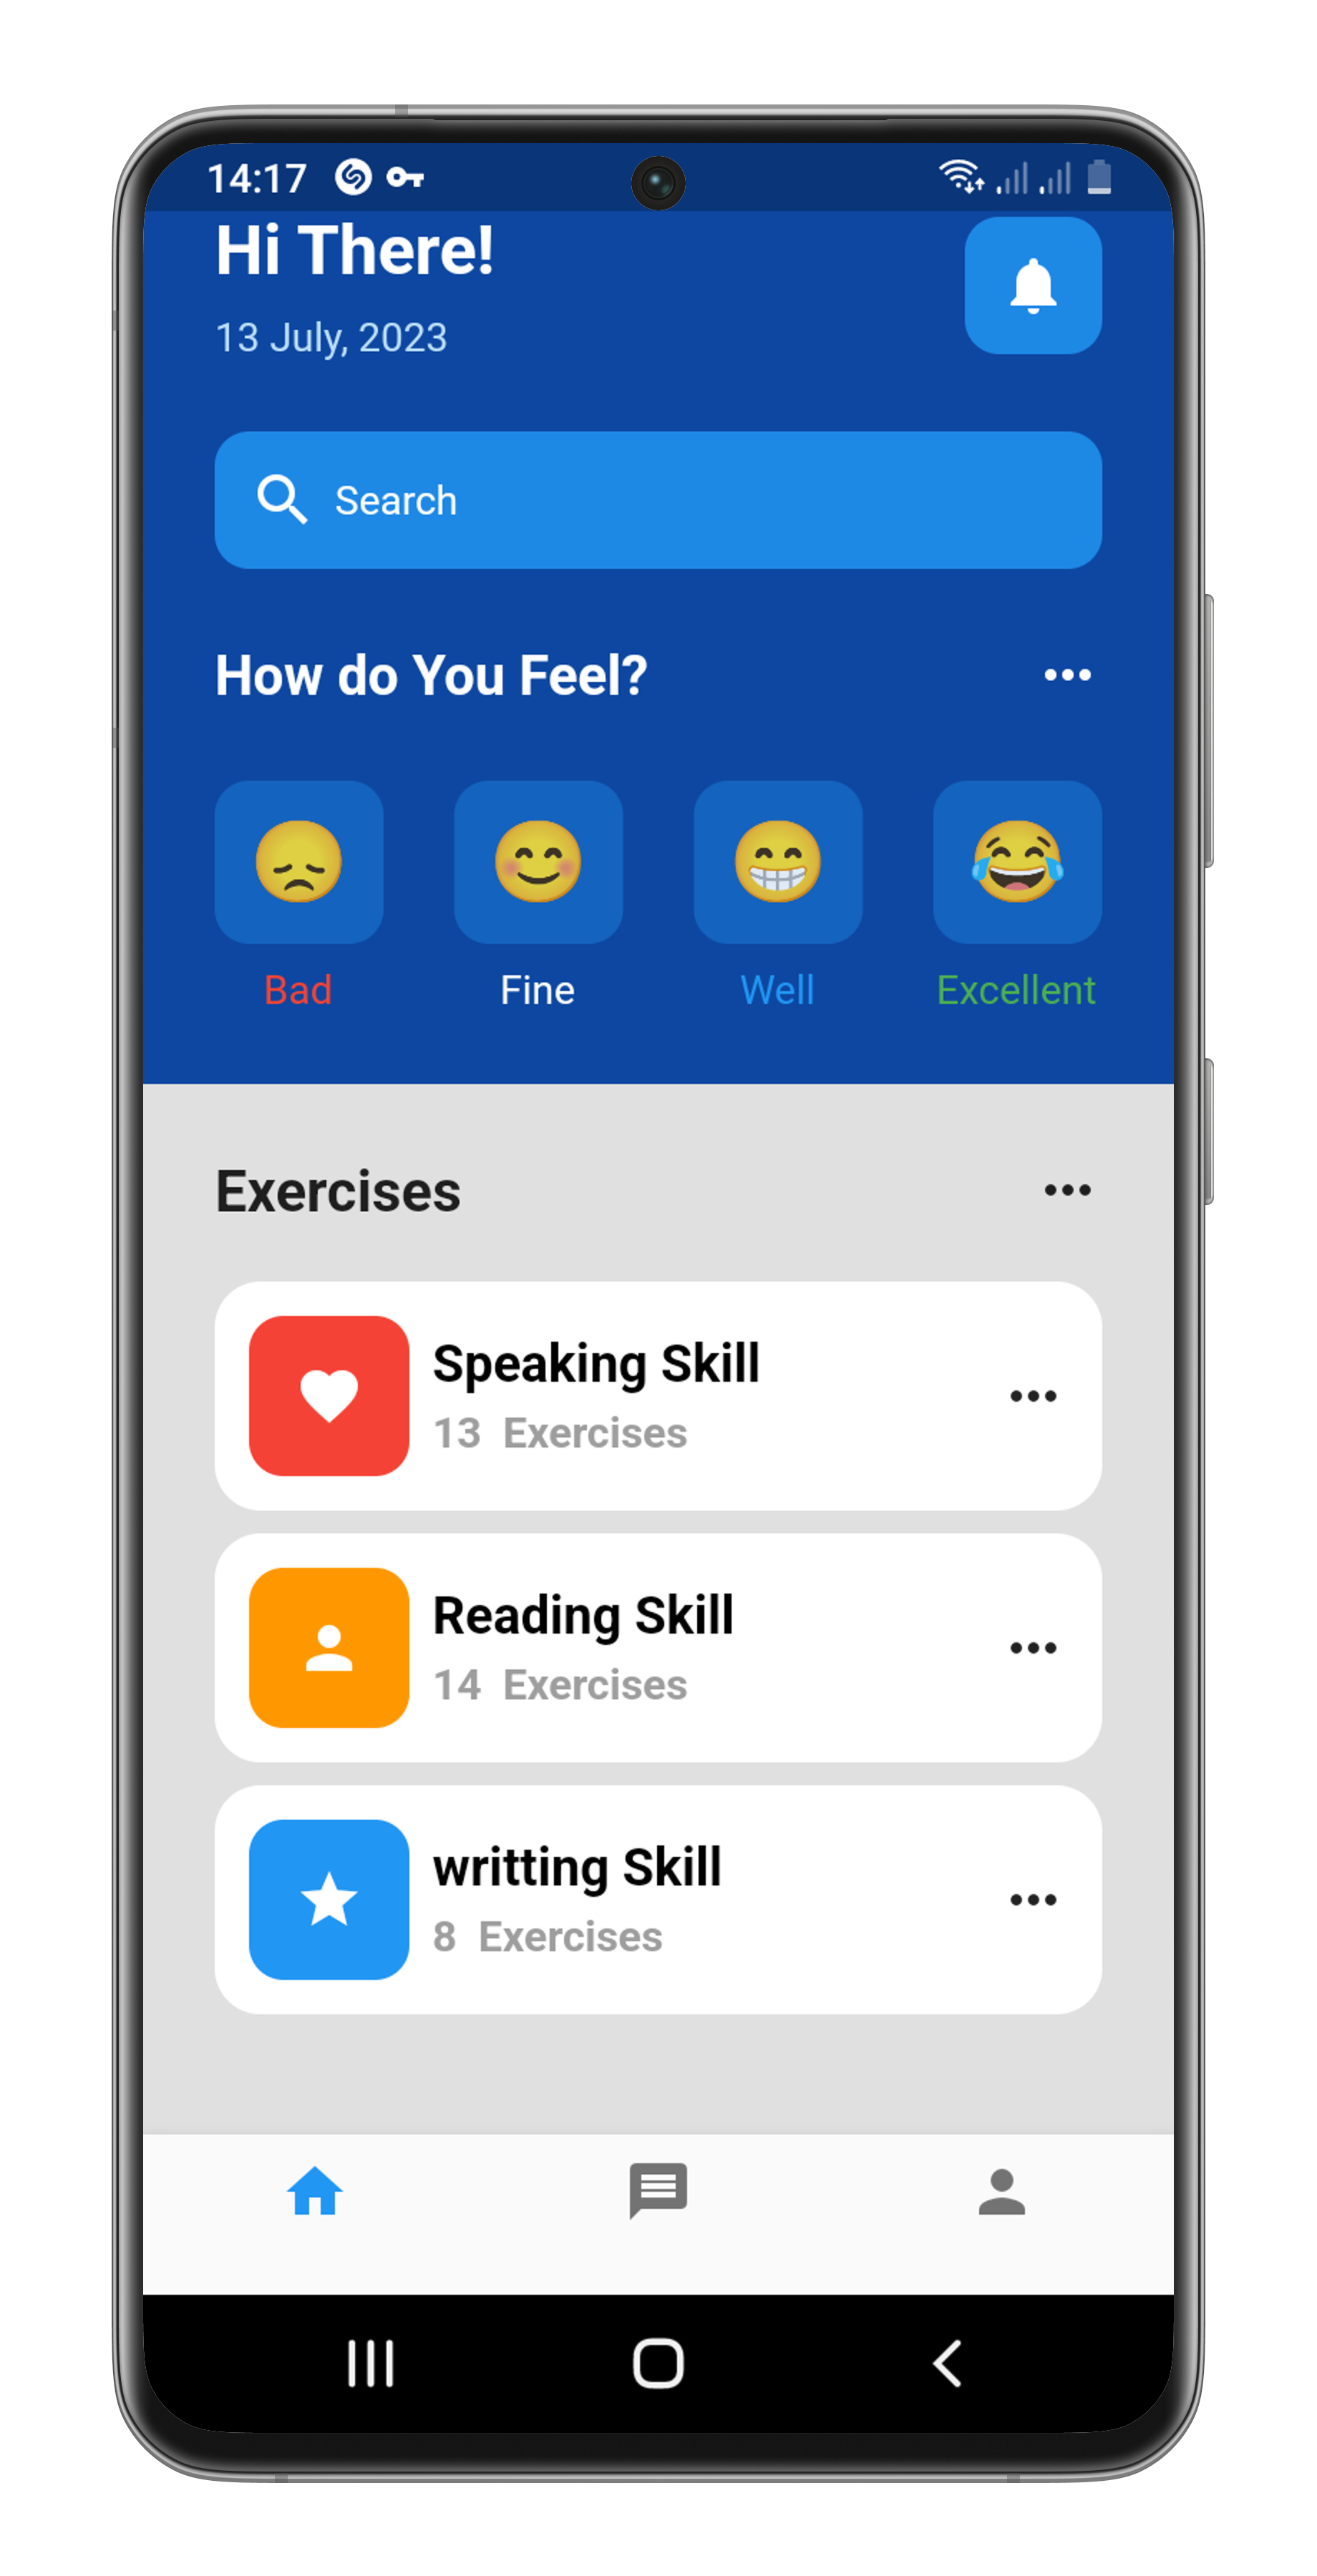 14:17
Hi There!
13 July, 2023
Search
How do You Feel?
Bad Fine Well Excellent
Exercises
Speaking Skill
13 Exercises
Reading Skill
14 Exercises
writting Skill
8 Exercises